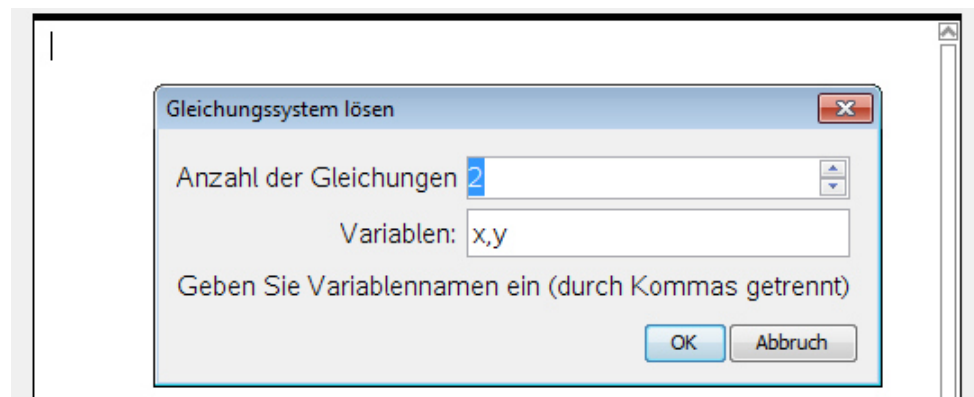 Gleichungssystem lösen
Anzahl der Gleichungen 2
Variablen: x,y
Geben Sie Variablennamen ein (durch Kommas getrennt)
OK Abbruch